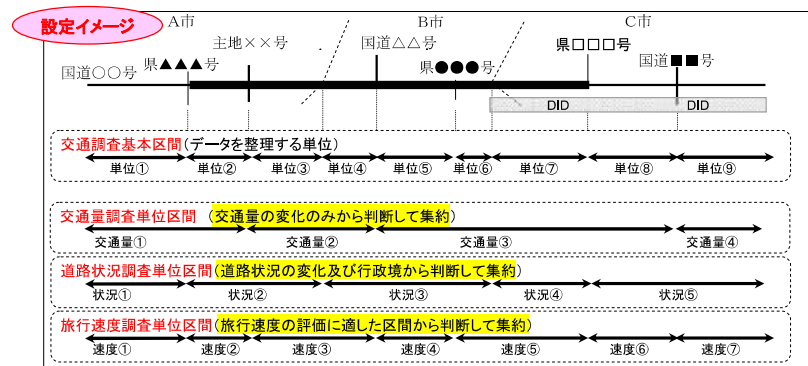 設定イメージ
A市 B市 C市
主地××号 国道△△号 県□□□号
国道○○号 県▲▲▲号 県●●●号 国道■■号
DID DID
交通調査基本区間(データを整理する単位)
単位① 単位② 単位③ 単位④ 単位⑤ 単位⑥ 単位⑦ 単位⑧ 単位⑨
交通量調査単位区間 (交通量の変化のみから判断して集約)
交通量① 交通量② 交通量③ 交通量④
道路状況調査単位区間(道路状況の変化及び行政境から判断して集約)
状況① 状況② 状況③ 状況④ 状況⑤
旅行速度調査単位区間(旅行速度の評価に適した区間から判断して集約)
速度① 速度② 速度③ 速度④ 速度⑤ 速度⑥ 速度⑦